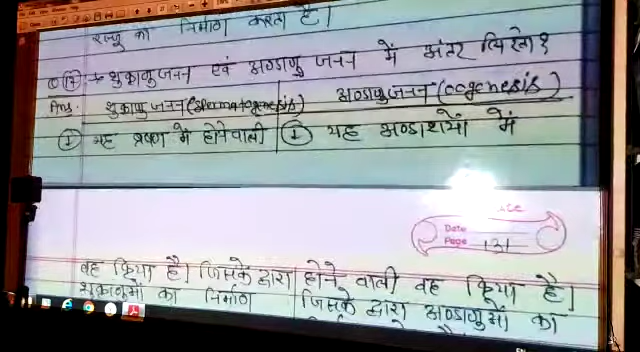 रज्जु का निर्माण करता है।
Q 17 → शुक्राणुजनन एवं अण्डाणुजनन में अंतर लिखो?
Ans. शुक्राणुजनन (spermatogenesis) अण्डाणुजनन (oogenesis)
① यह वृषण में होने वाली ① यह अण्डाशयों में
Date
Page 131
वह क्रिया है। जिसके द्वारा होने वाली वह क्रिया है।
शुक्राणुओं का निर्माण जिसके द्वारा अण्डाणुओं का